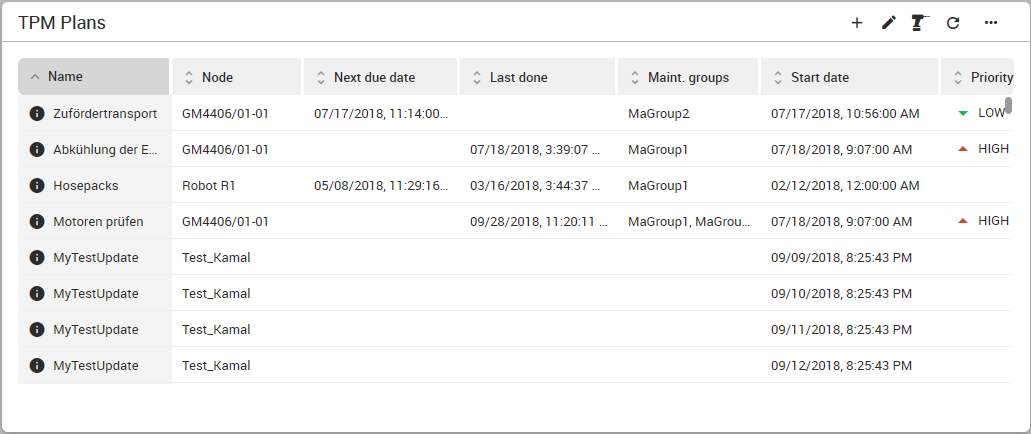 TPM Plans
Name Node Next due date Last done Maint. groups Start date Priority
Zufördertransport GM4406/01-01 07/17/2018, 11:14:00... MaGroup2 07/17/2018, 10:56:00 AM LOW
Abkühlung der E... GM4406/01-01 07/18/2018, 3:39:07 ... MaGroup1 07/18/2018, 9:07:00 AM HIGH
Hosepacks Robot R1 05/08/2018, 11:29:16... 03/16/2018, 3:44:37 ... MaGroup1 02/12/2018, 12:00:00 AM
Motoren prüfen GM4406/01-01 09/28/2018, 11:20:11 ... MaGroup1, MaGrou... 07/18/2018, 9:07:00 AM HIGH
MyTestUpdate Test_Kamal 09/09/2018, 8:25:43 PM
MyTestUpdate Test_Kamal 09/10/2018, 8:25:43 PM
MyTestUpdate Test_Kamal 09/11/2018, 8:25:43 PM
MyTestUpdate Test_Kamal 09/12/2018, 8:25:43 PM